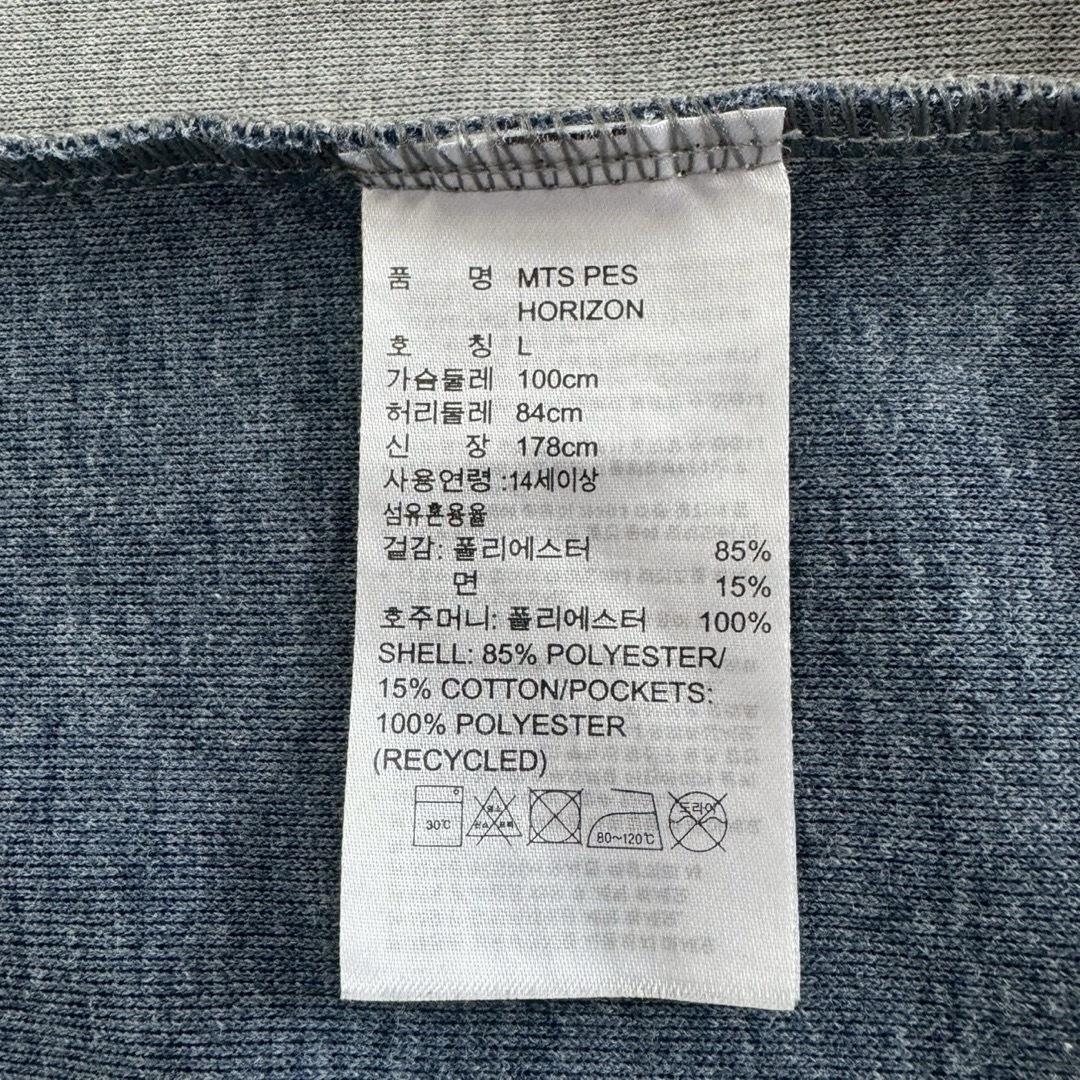 품 명 MTS PES
HORIZON
호 칭 L
가슴둘레 100cm
허리둘레 84cm
신 장 178cm
사용연령 :14세이상
섬유혼용율
겉감: 폴리에스터 85%
면 15%
호주머니: 폴리에스터 100%
SHELL: 85% POLYESTER/
15% COTTON/POCKETS:
100% POLYESTER
(RECYCLED)
30℃ 80~120℃ 드라이